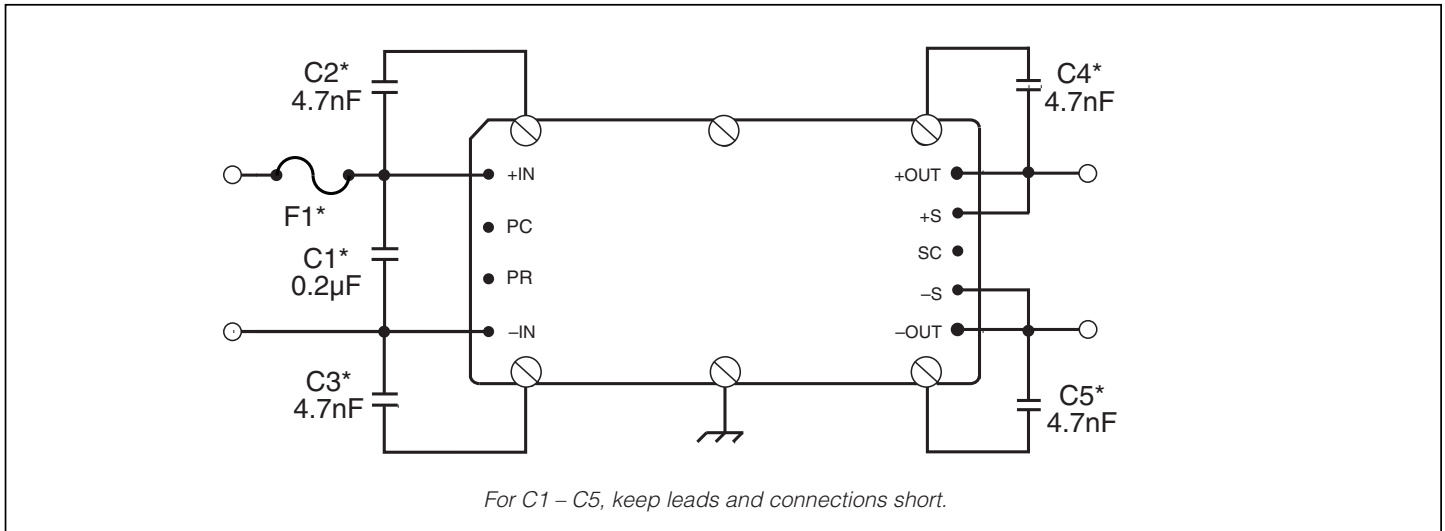 C2*
4.7nF
C4*
4.7nF
+IN
+OUT
F1*
+S
PC
SC
C1*
0.2µF
PR
–S
–IN
–OUT
C3*
4.7nF
C5*
4.7nF
For C1 – C5, keep leads and connections short.